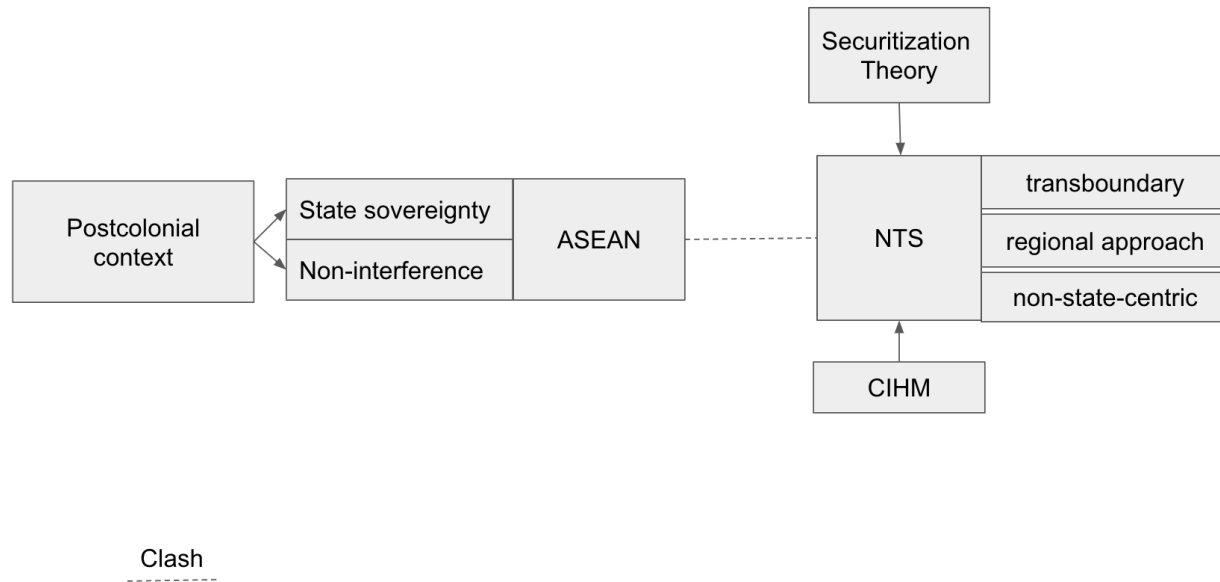 Securitization
Theory
Postcolonial
context
State sovereignty
Non-interference
ASEAN
NTS
transboundary
regional approach
non-state-centric
CIHM
Clash